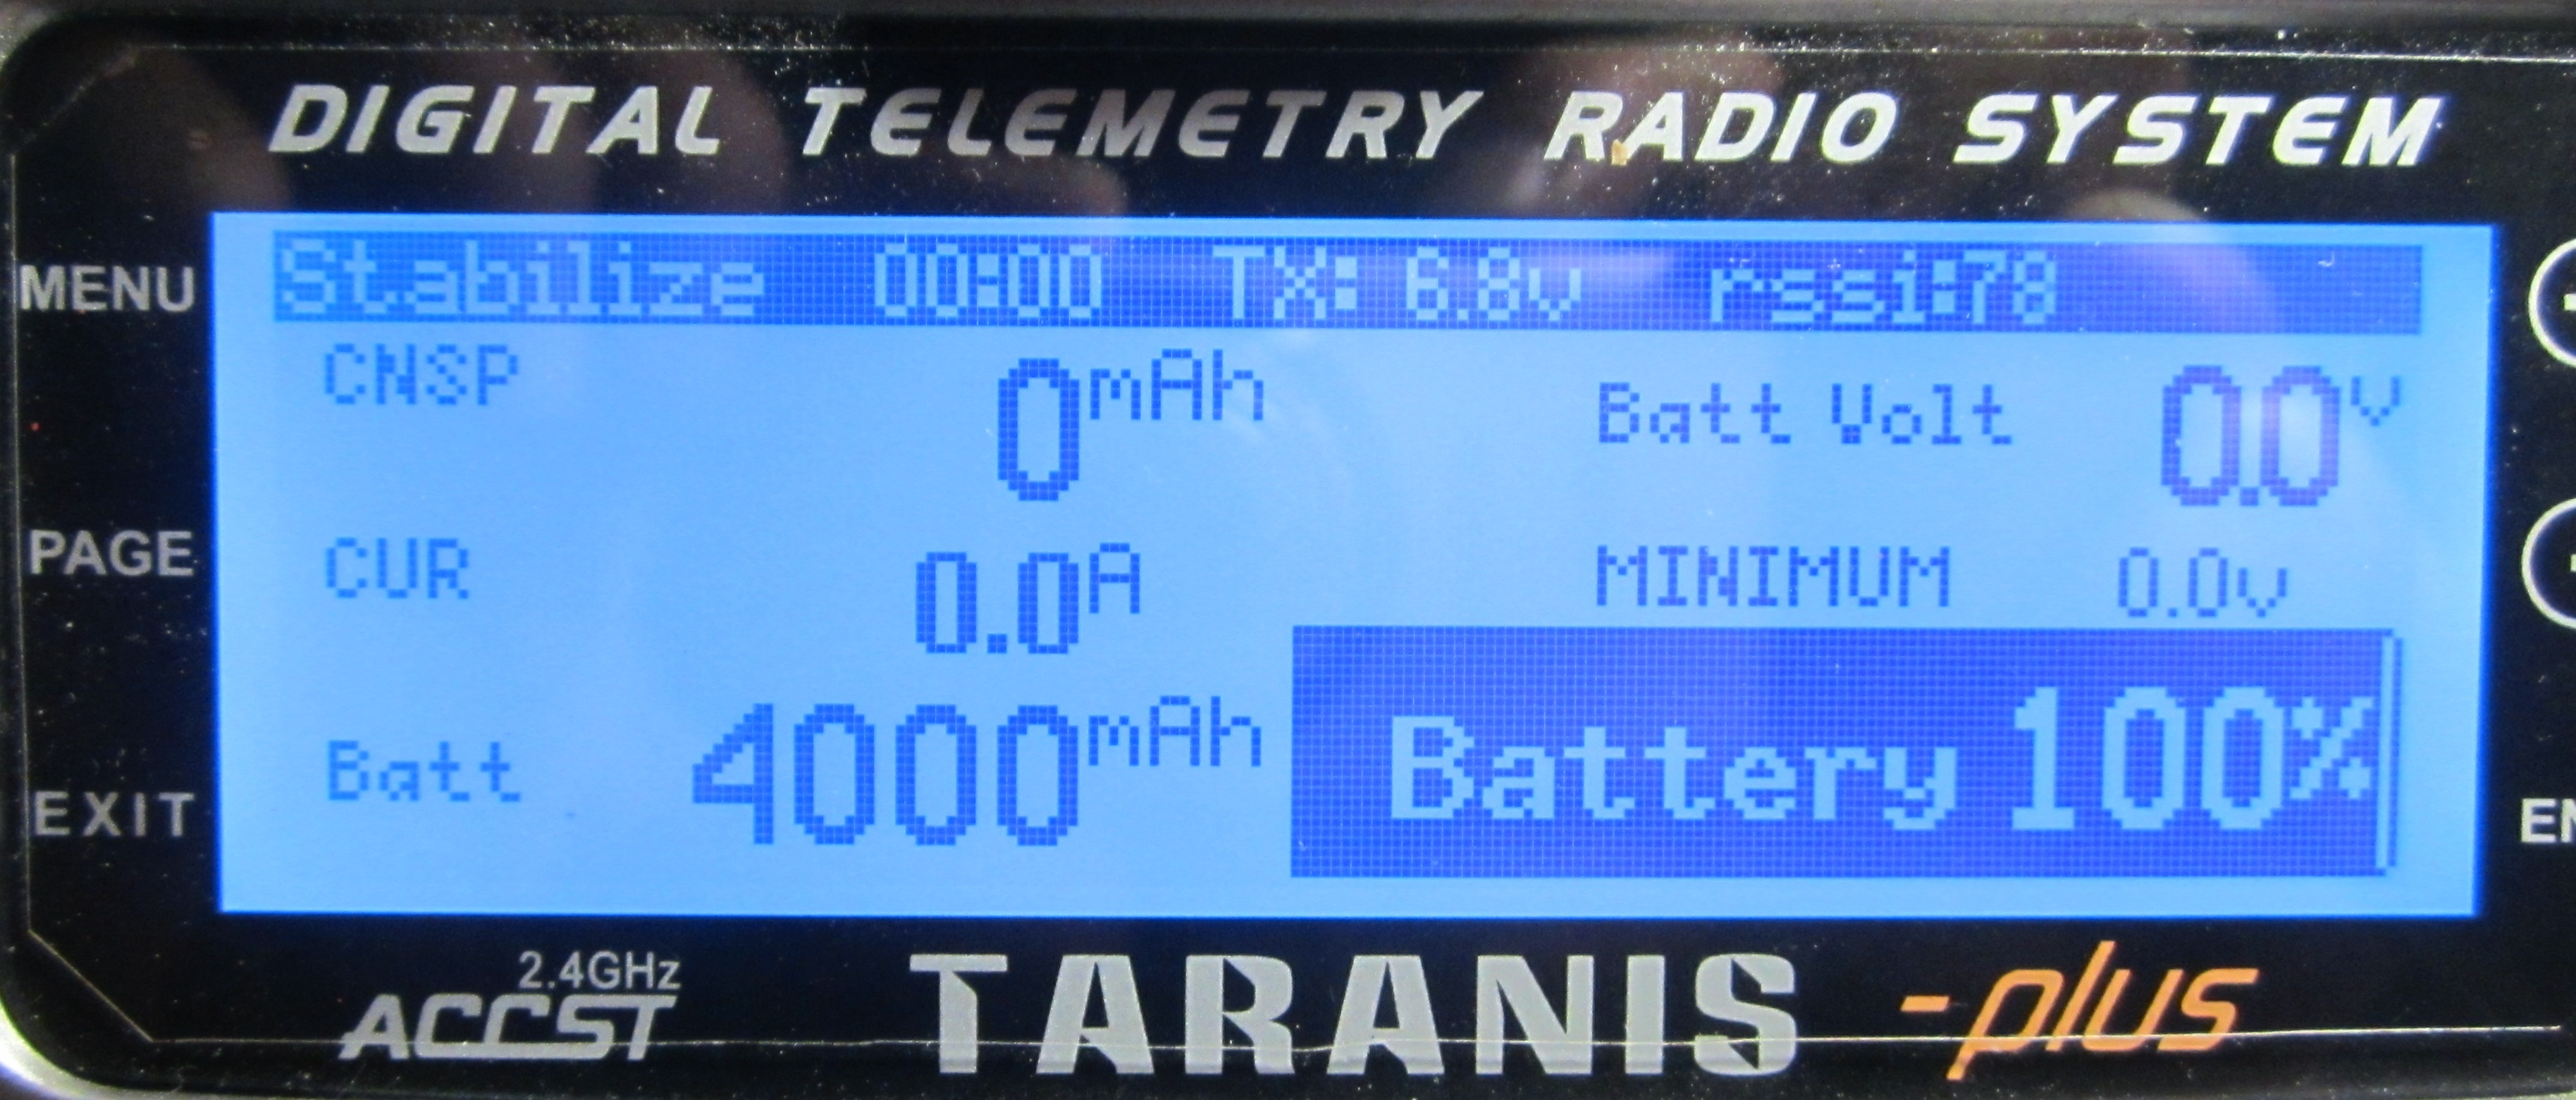 DIGITAL TELEMETRY RADIO SYSTEM
MENU
PAGE
EXIT
Stabilize 00:00 TX: 6.8v rssi:78
CNSP 0mAh
Batt Volt 0.0v
CUR 0.0A
MINIMUM 0.0v
Batt 4000mAh
Battery 100%
2.4GHz
ACCST
TARANIS -plus